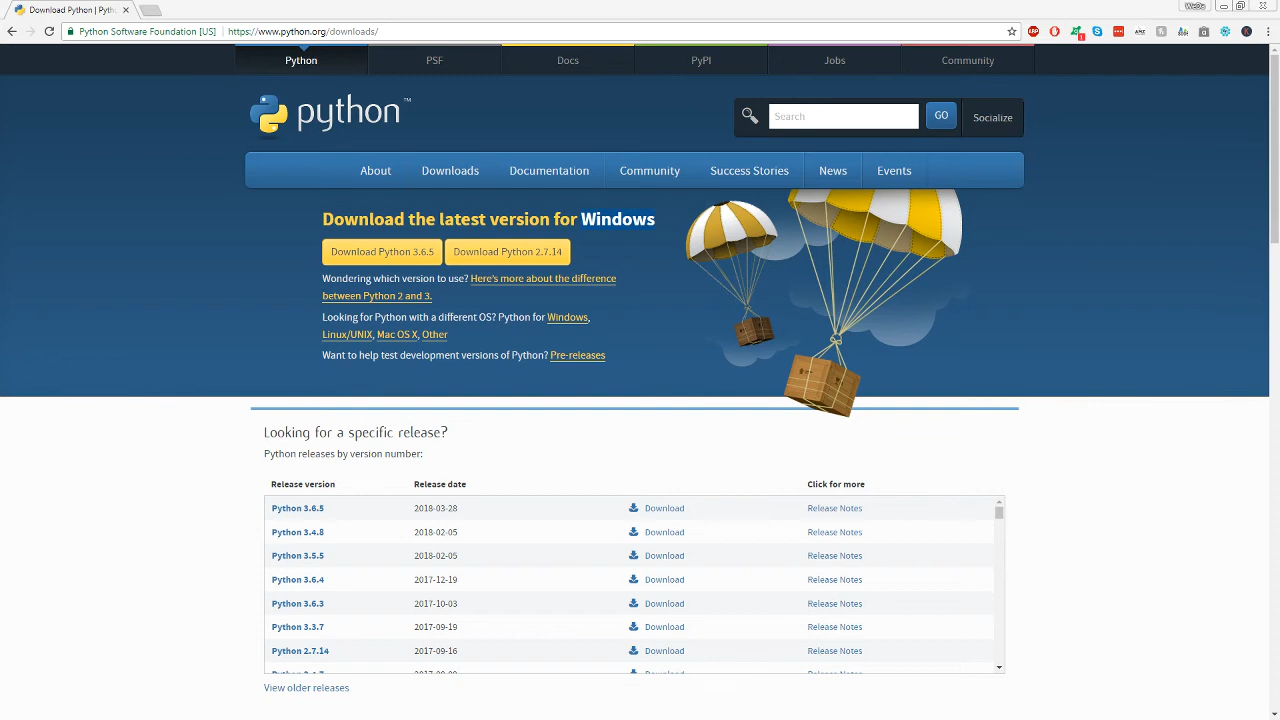 Download Python | Pyth
WeDo
Python Software Foundation [US]
https://www.python.org/downloads/
Python
PSF
Docs
PyPI
Jobs
Community
python™
Search
GO
Socialize
About
Downloads
Documentation
Community
Success Stories
News
Events
Download the latest version for Windows
Download Python 3.6.5
Download Python 2.7.14
Wondering which version to use? Here's more about the difference
between Python 2 and 3.
Looking for Python with a different OS? Python for Windows,
Linux/UNIX, Mac OS X, Other
Want to help test development versions of Python? Pre-releases
Looking for a specific release?
Python releases by version number:
Release version Release date Click for more
Python 3.6.5 2018-03-28 Download Release Notes
Python 3.4.8 2018-02-05 Download Release Notes
Python 3.5.5 2018-02-05 Download Release Notes
Python 3.6.4 2017-12-19 Download Release Notes
Python 3.6.3 2017-10-03 Download Release Notes
Python 3.3.7 2017-09-19 Download Release Notes
Python 2.7.14 2017-09-16 Download Release Notes
View older releases